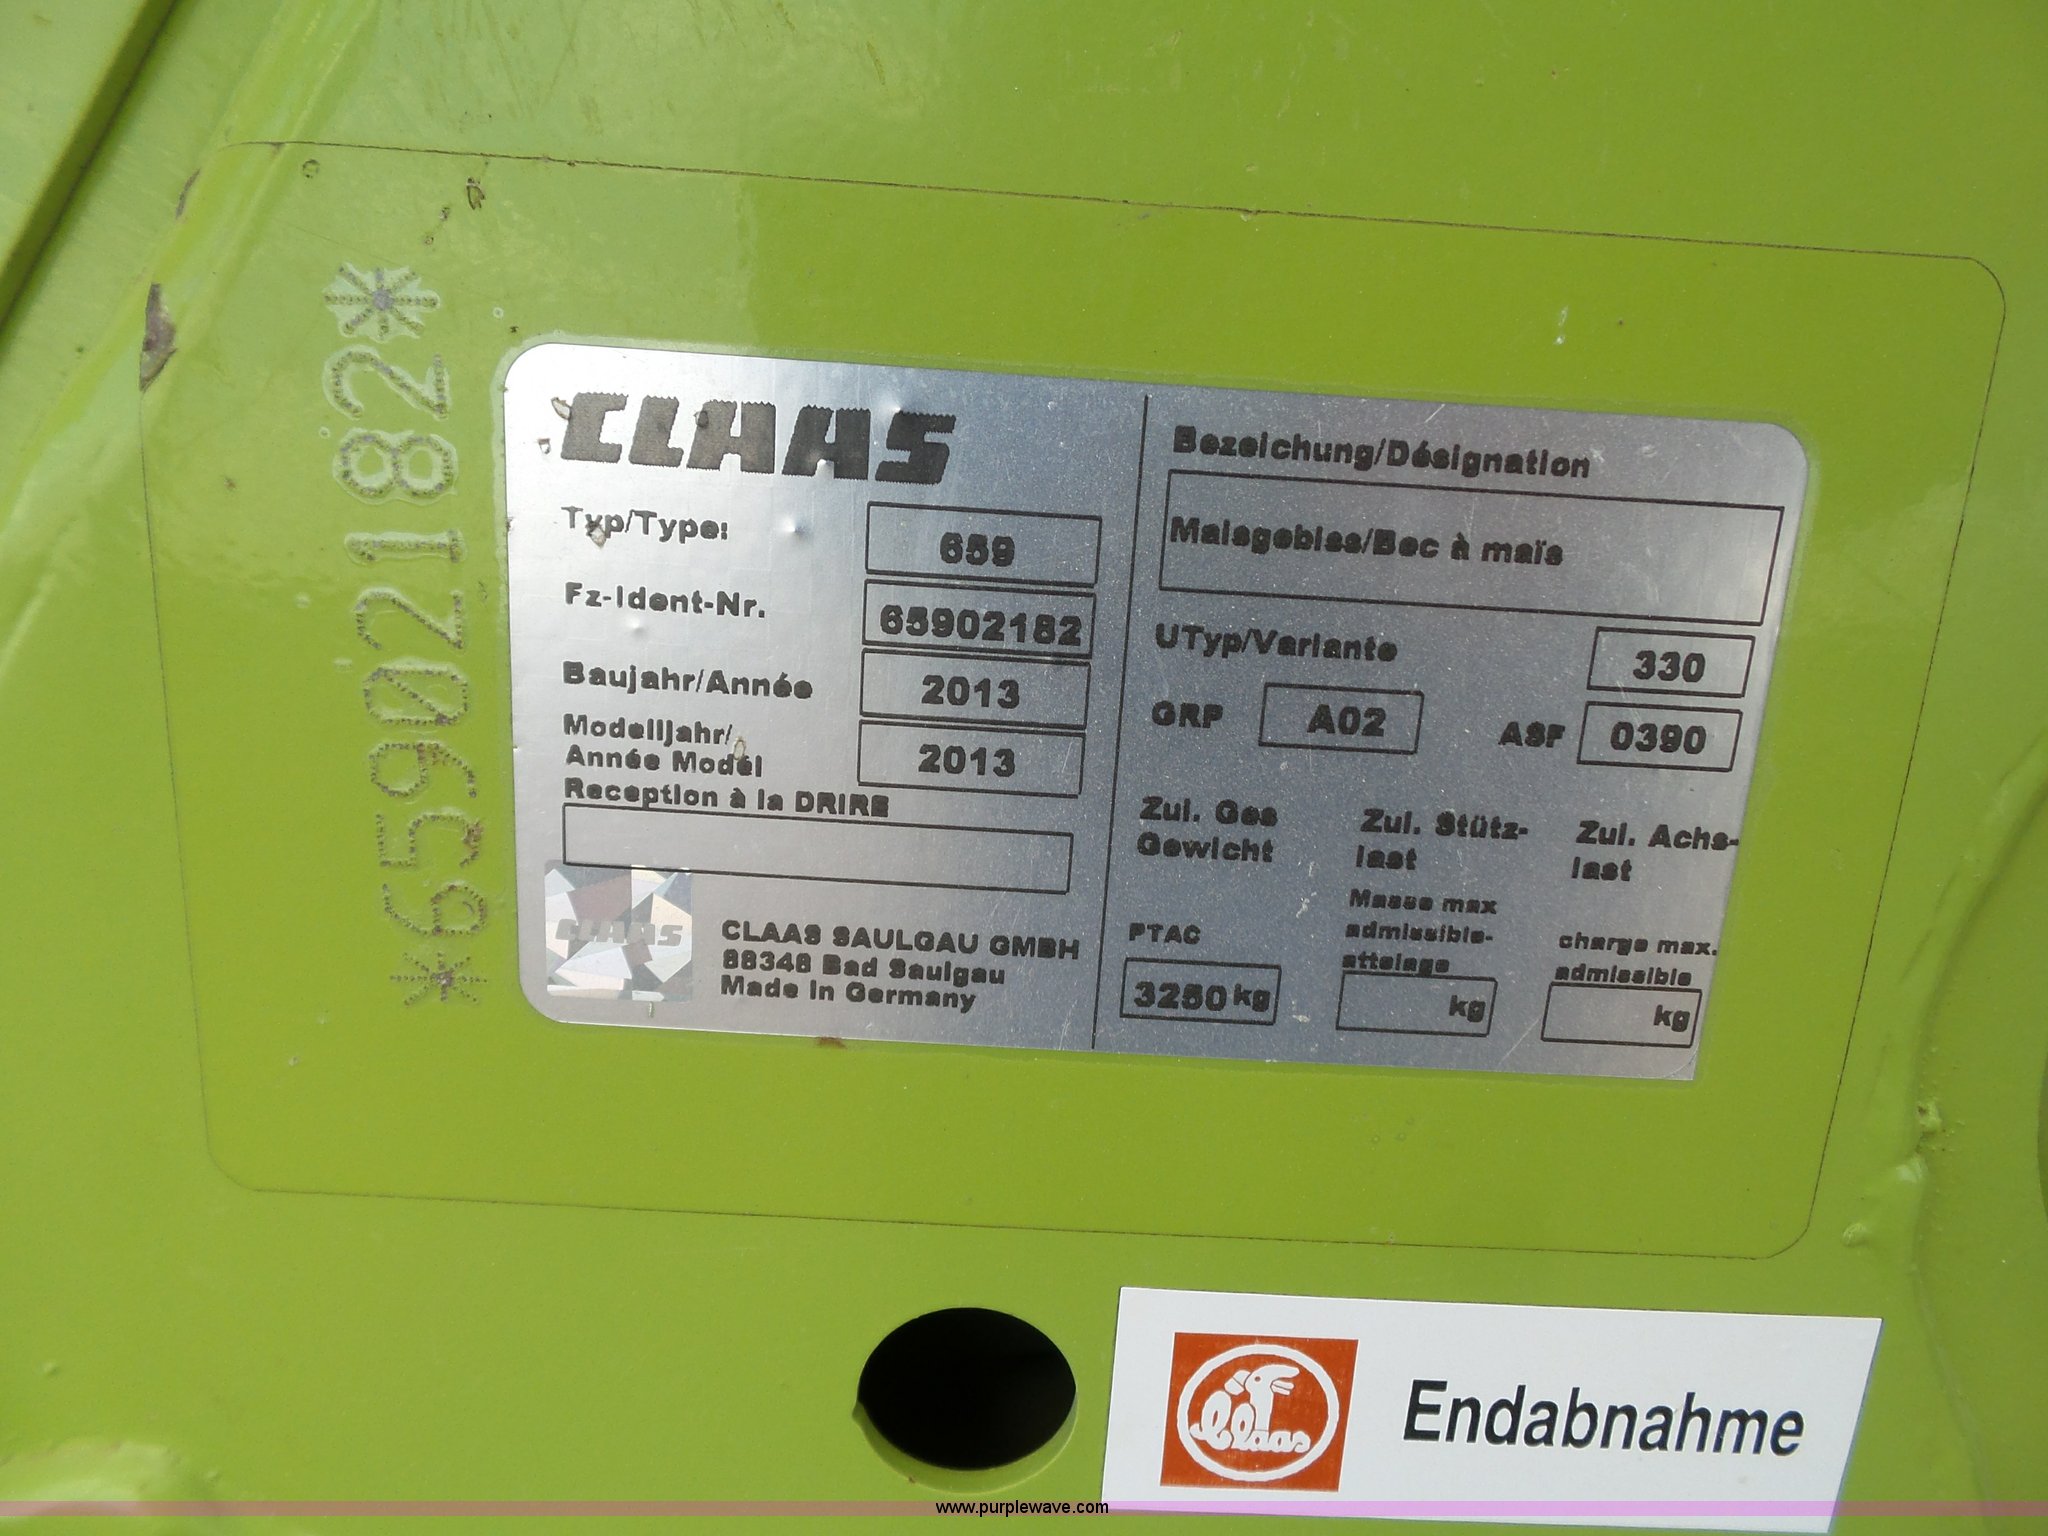 *65902182*
CLAAS
Typ/Type: 659
Fz-Ident-Nr. 65902182
Baujahr/Année 2013
Modelljahr/
Année Modél 2013
Reception à la DRIRE
CLAAS
CLAAS SAULGAU GMBH
88348 Bad Saulgau
Made in Germany
Bezeichung/Désignation
Maisgebiss/Bec à maïs
UTyp/Variante 330
GRP A02 ASF 0390
Zul. Ges
Gewicht
PTAC
3250 kg
Zul. Stütz-
last
Masse max
admissible-
attelage
kg
Zul. Achs-
last
charge max.
admissible
kg
Claas
Endabnahme
www.purplewave.com